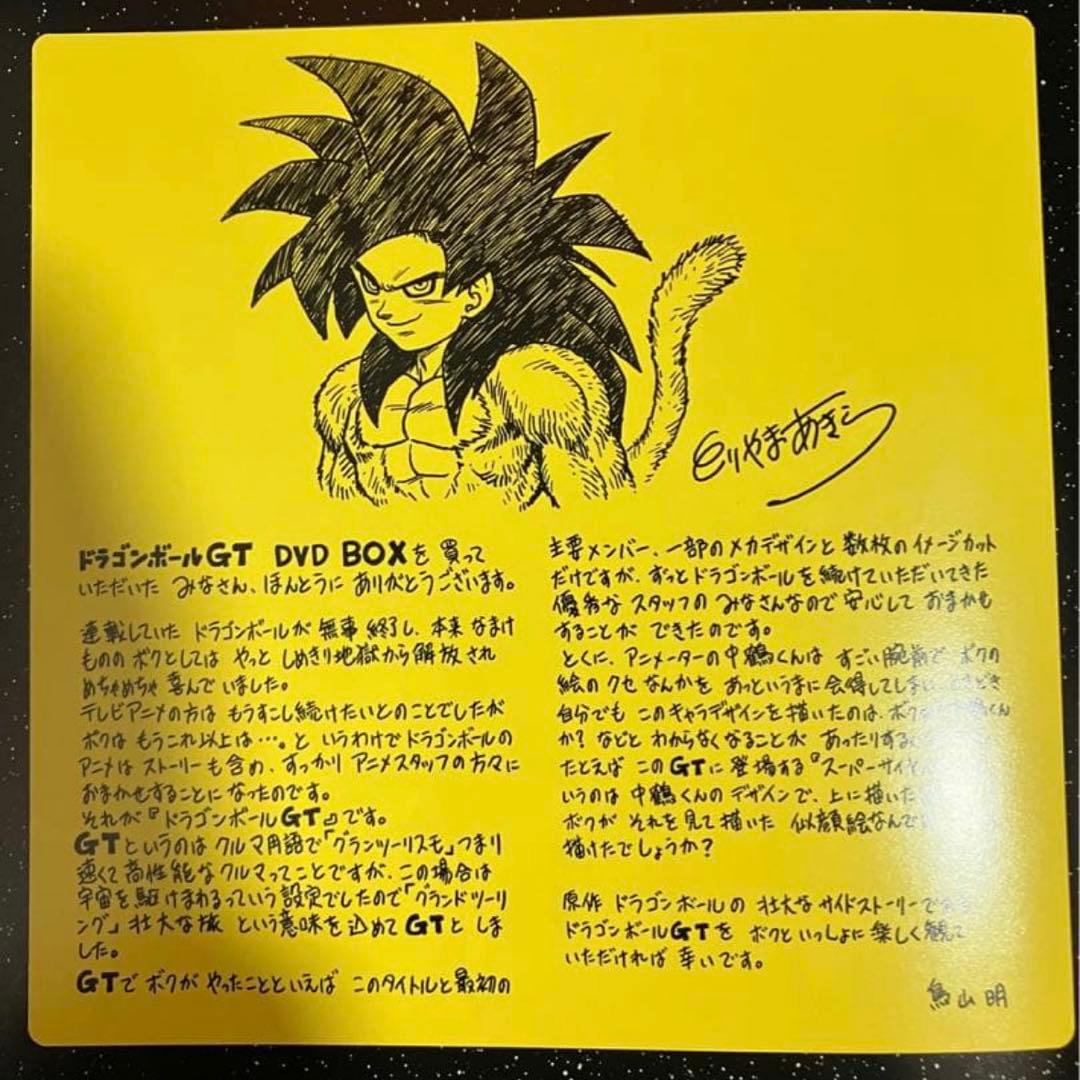 とりやまあきら
ドラゴンボールGT DVD BOXを買って
いただいた みなさん、ほんとうに ありがとうございます。
連載していた ドラゴンボールが 無事 終了し、本来 なまけ
ものの ボクとしては やっと しめきり地獄から 解放され
めちゃめちゃ 喜んで いました。
テレビアニメの方は もうすこし続けたいとのことでしたが
ボクは もうこれ以上は…。と いうわけで ドラゴンボールの
アニメは ストーリーも含め、すっかり アニメスタッフの方々に
おまかせすることに なったのです。
それが『ドラゴンボールGT』です。
GTというのは クルマ用語で「グランツーリスモ」つまり
速くて 高性能な クルマってことですが、この場合は
宇宙を 駆けまわるっていう 設定でしたので「グランドツーリ
ング」壮大な旅 という意味を 込めて GTと しま
した。
GTで ボクが やったことといえば このタイトルと 最初の
主要メンバー、一部のメカデザインと 数枚の イメージカット
だけですが、ずっと ドラゴンボールを 続けていただいてきた
優秀な スタッフの みなさんなので 安心して おまかせ
することが できたのです。
とくに、アニメーターの 中鶴くんは すごい 腕前で ボクの
絵の クセ なんかを あっというまに 会得してしまい、ときどき
自分でも このキャラデザインを 描いたのは、ボク 中鶴くん
か? などと わからなくなることが あったりする
たとえば このGTに 登場する『スーパーサイヤ
いうのは 中鶴くんの デザインで、上に描いた
ボクが それを見て 描いた 似顔絵なんで
描けたでしょうか?
原作 ドラゴンボールの 壮大な サイドストーリーで
ドラゴンボールGTを ボクと いっしょに 楽しく 観て
いただければ 幸いです。
鳥山明